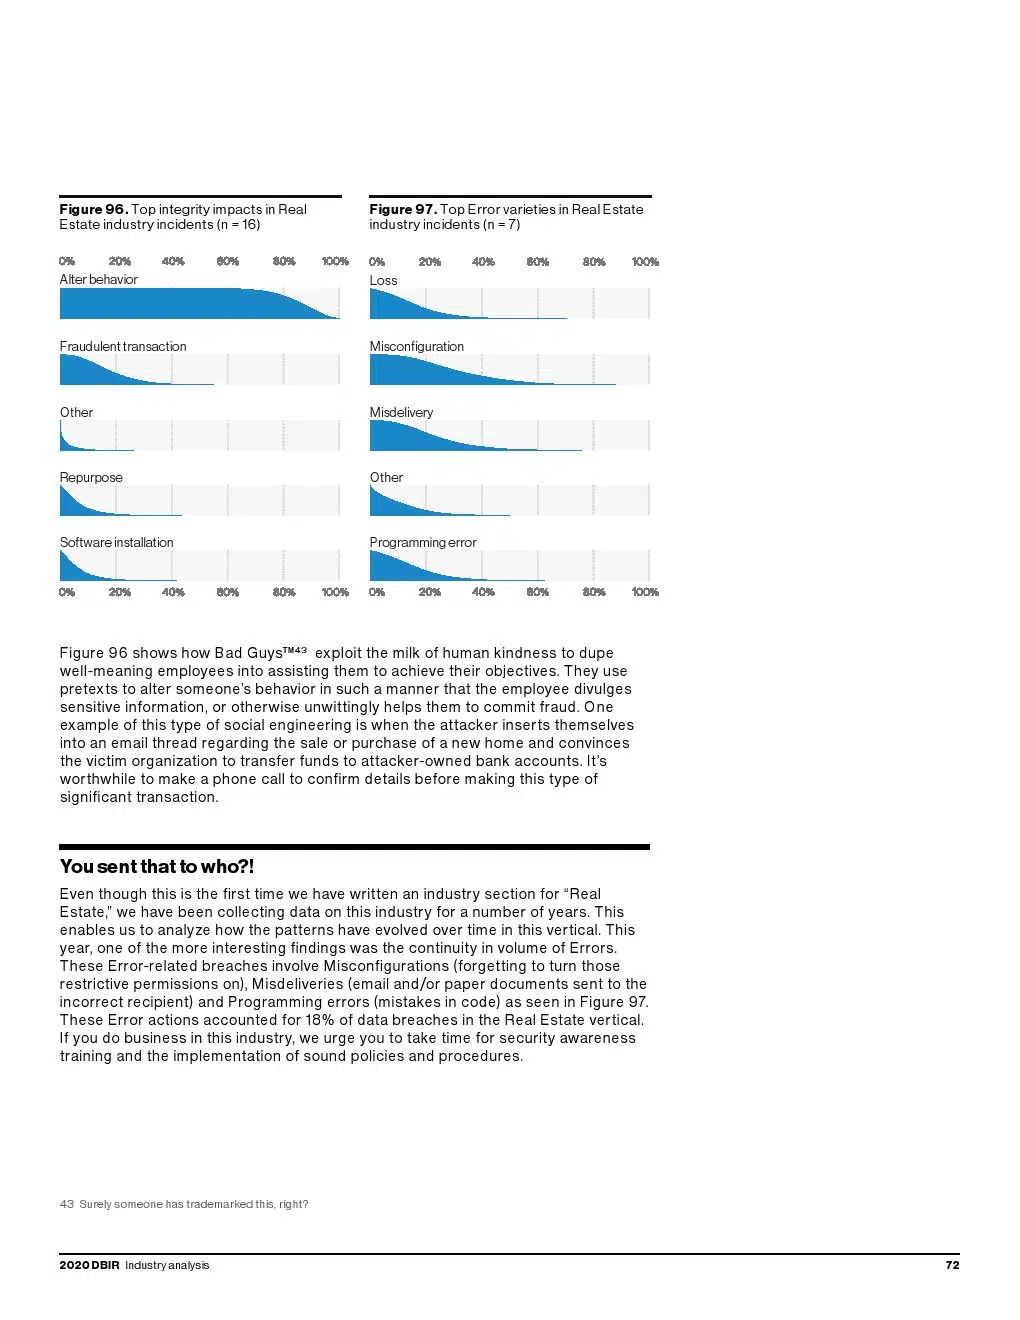 Figure 96. Top integrity impacts in Real
Estate industry incidents (n = 16)
0% 20% 40% 60% 80% 100%
Alter behavior
Fraudulent transaction
Other
Repurpose
Software installation
0% 20% 40% 60% 80% 100%
Figure 97. Top Error varieties in Real Estate
industry incidents (n = 7)
0% 20% 40% 60% 80% 100%
Loss
Misconfiguration
Misdelivery
Other
Programming error
0% 20% 40% 60% 80% 100%
Figure 96 shows how Bad Guys™⁴³ exploit the milk of human kindness to dupe
well-meaning employees into assisting them to achieve their objectives. They use
pretexts to alter someone’s behavior in such a manner that the employee divulges
sensitive information, or otherwise unwittingly helps them to commit fraud. One
example of this type of social engineering is when the attacker inserts themselves
into an email thread regarding the sale or purchase of a new home and convinces
the victim organization to transfer funds to attacker-owned bank accounts. It’s
worthwhile to make a phone call to confirm details before making this type of
significant transaction.
You sent that to who?!
Even though this is the first time we have written an industry section for “Real
Estate,” we have been collecting data on this industry for a number of years. This
enables us to analyze how the patterns have evolved over time in this vertical. This
year, one of the more interesting findings was the continuity in volume of Errors.
These Error-related breaches involve Misconfigurations (forgetting to turn those
restrictive permissions on), Misdeliveries (email and/or paper documents sent to the
incorrect recipient) and Programming errors (mistakes in code) as seen in Figure 97.
These Error actions accounted for 18% of data breaches in the Real Estate vertical.
If you do business in this industry, we urge you to take time for security awareness
training and the implementation of sound policies and procedures.
43 Surely someone has trademarked this, right?
2020 DBIR Industry analysis 72